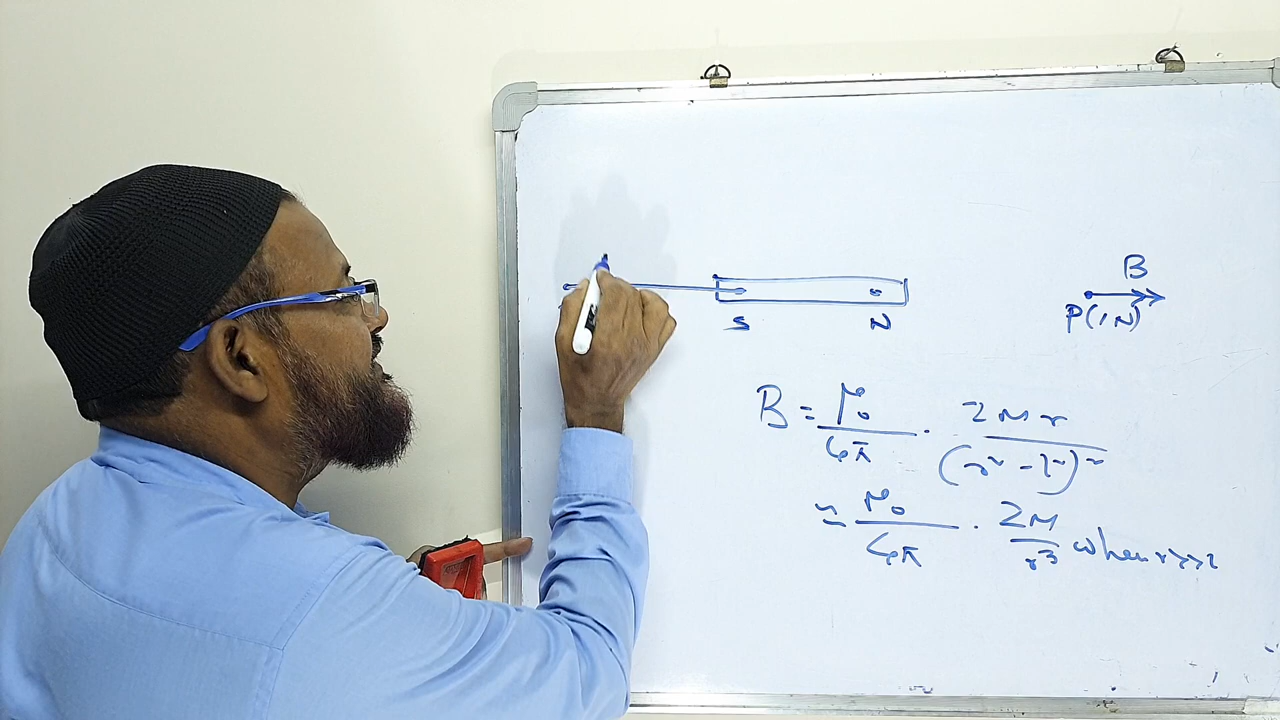 B
S N P(1N)
B = μ₀/4π · 2Mr/(r² - l²)²
≃ μ₀/4π · 2M/r³ when r>>l